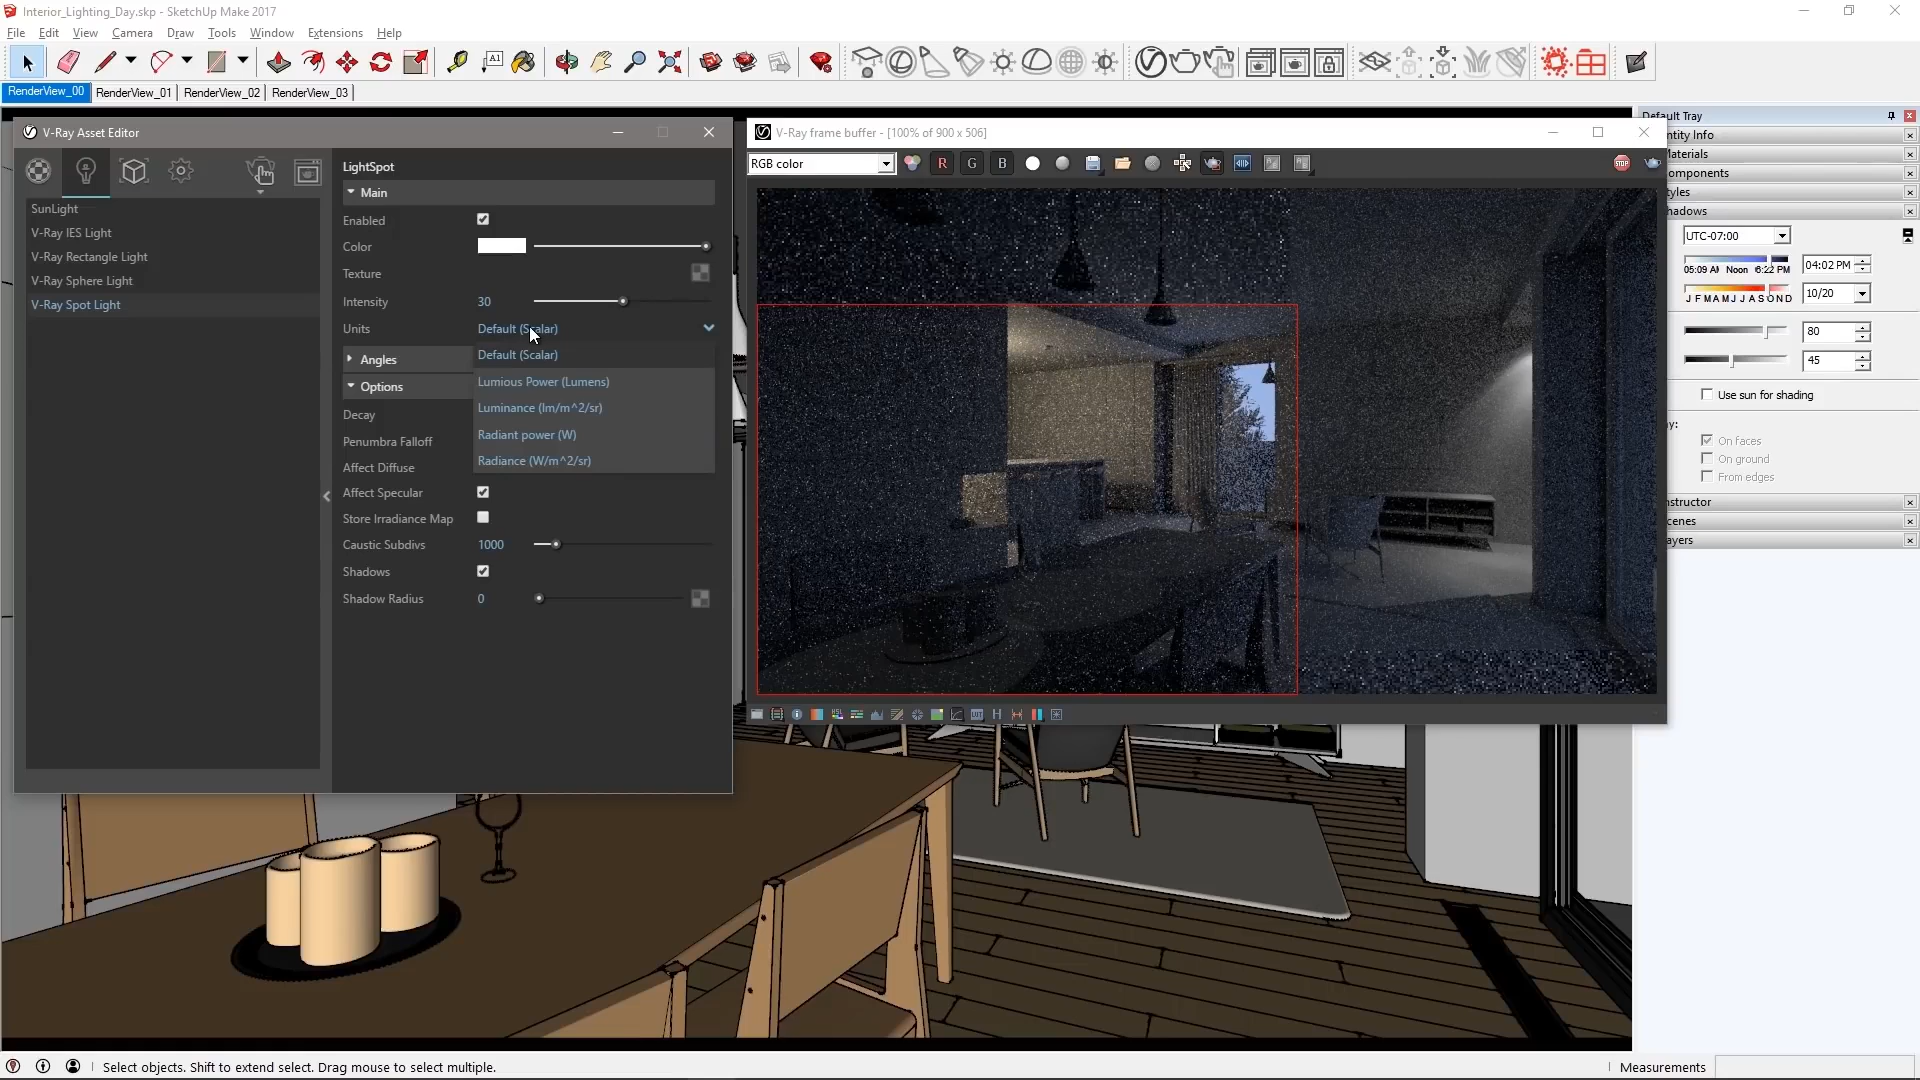 Interior_Lighting_Day.skp - SketchUp Make 2017
File Edit View Camera Draw Tools Window Extensions Help
A1
RenderView_00 RenderView_01 RenderView_02 RenderView_03
V-Ray Asset Editor
SunLight
V-Ray IES Light
V-Ray Rectangle Light
V-Ray Sphere Light
V-Ray Spot Light
LightSpot
Main
Enabled
Color
Texture
Intensity 30
Units Default (Scalar)
Default (Scalar)
Lumious Power (Lumens)
Luminance (lm/m^2/sr)
Radiant power (W)
Radiance (W/m^2/sr)
Angles
Options
Decay
Penumbra Falloff
Affect Diffuse
Affect Specular
Store Irradiance Map
Caustic Subdivs 1000
Shadows
Shadow Radius 0
V-Ray frame buffer - [100% of 900 x 506]
RGB color
R G B
STOP
HSL
LUT
H
Default Tray
ntity Info
aterials
omponents
tyles
hadows
UTC-07:00
05:09 Noon 6:22 PM
04:02 PM
J F M A M J J A S O N D
10/20
80
45
Use sun for shading
y:
On faces
On ground
From edges
nstructor
cenes
ayers
Select objects. Shift to extend select. Drag mouse to select multiple.
Measurements